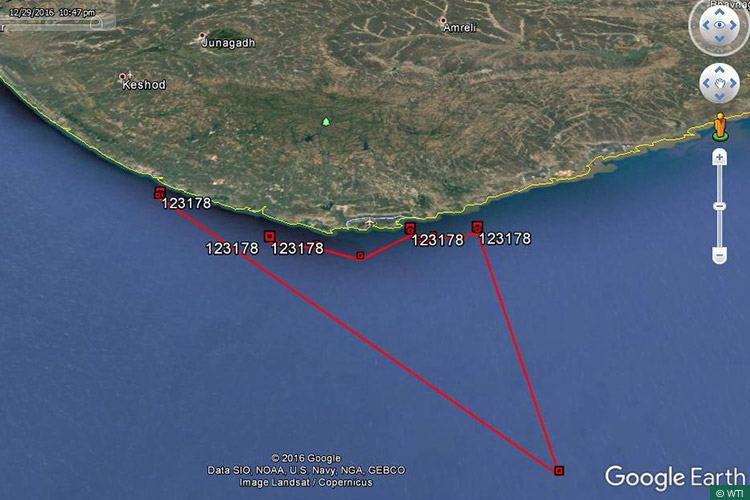 12/29/2016 10:47 pm
Amreli
Junagadh
Keshod
123178
123178
123178
123178
123178
© 2016 Google
Data SIO, NOAA, U.S. Navy, NGA, GEBCO
Image Landsat / Copernicus
Google Earth
© WTI